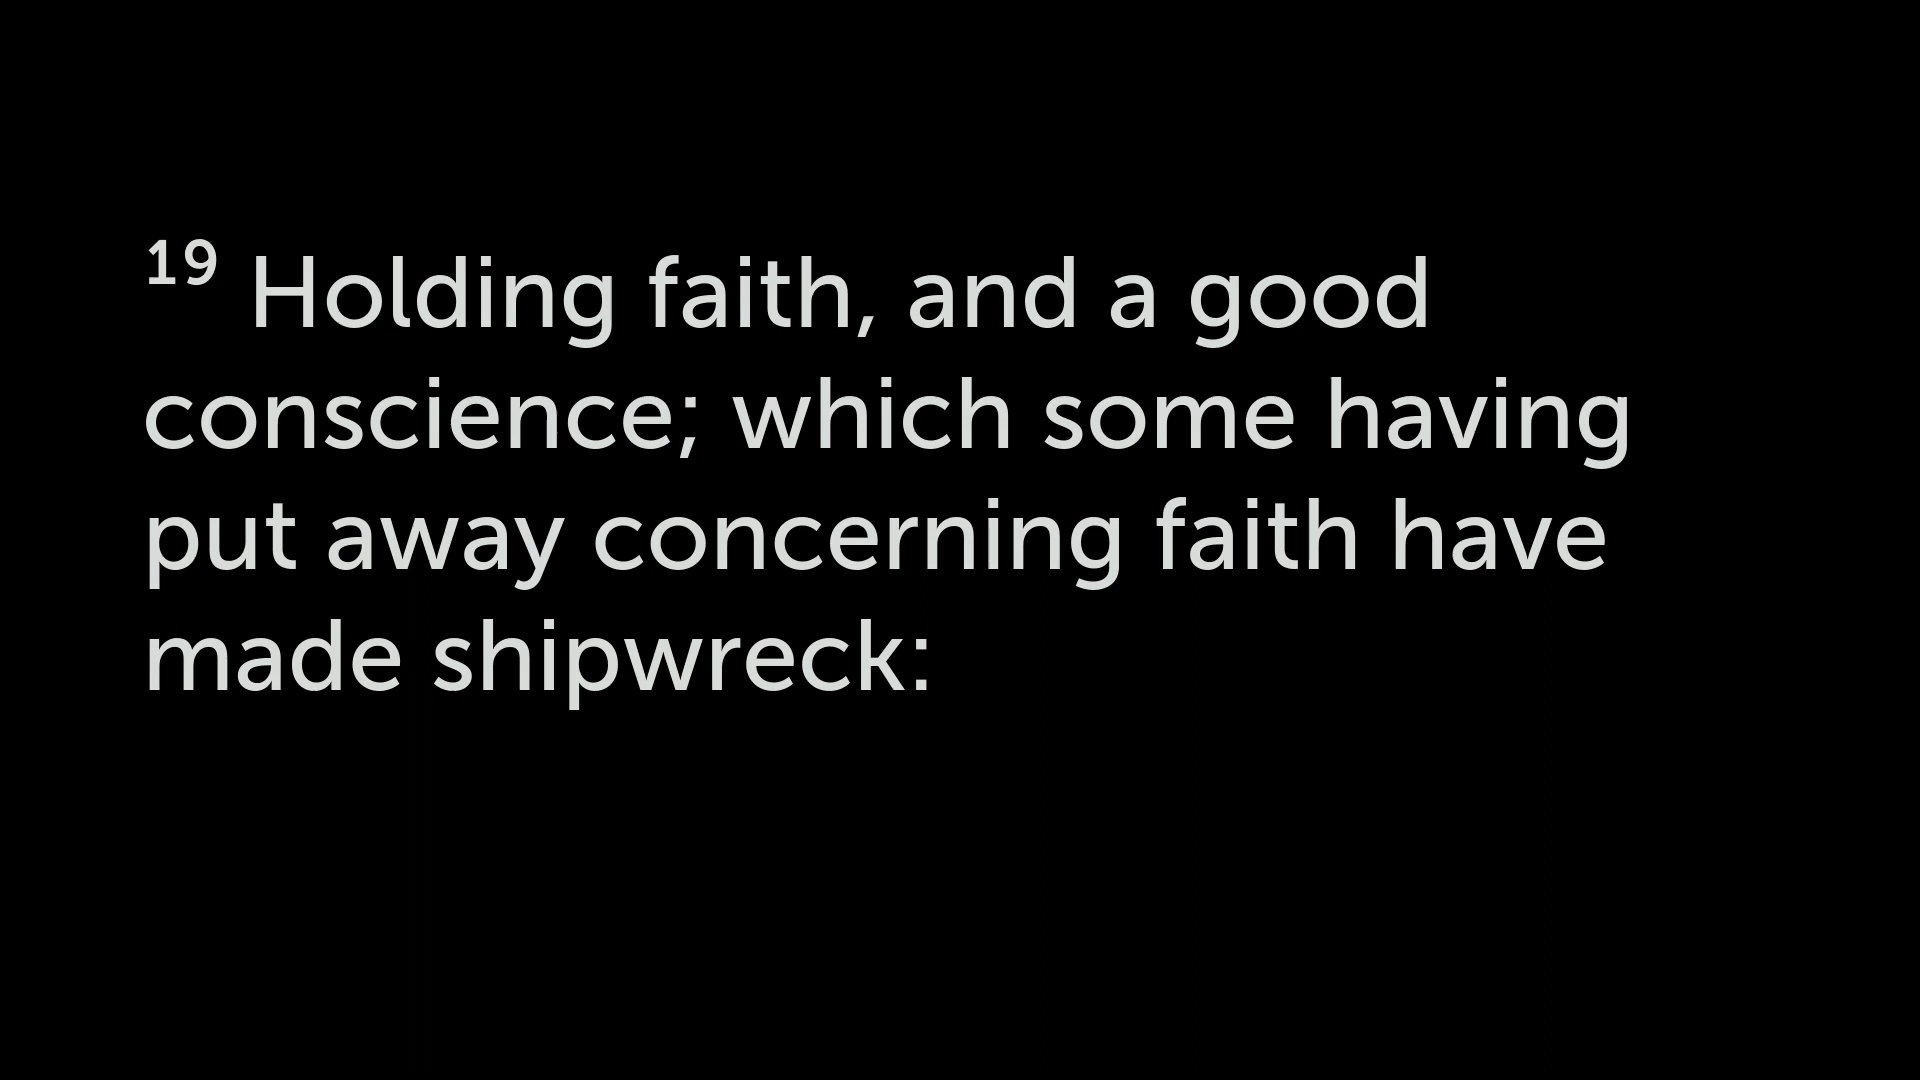 19 Holding faith, and a good
conscience; which some having
put away concerning faith have
made shipwreck: